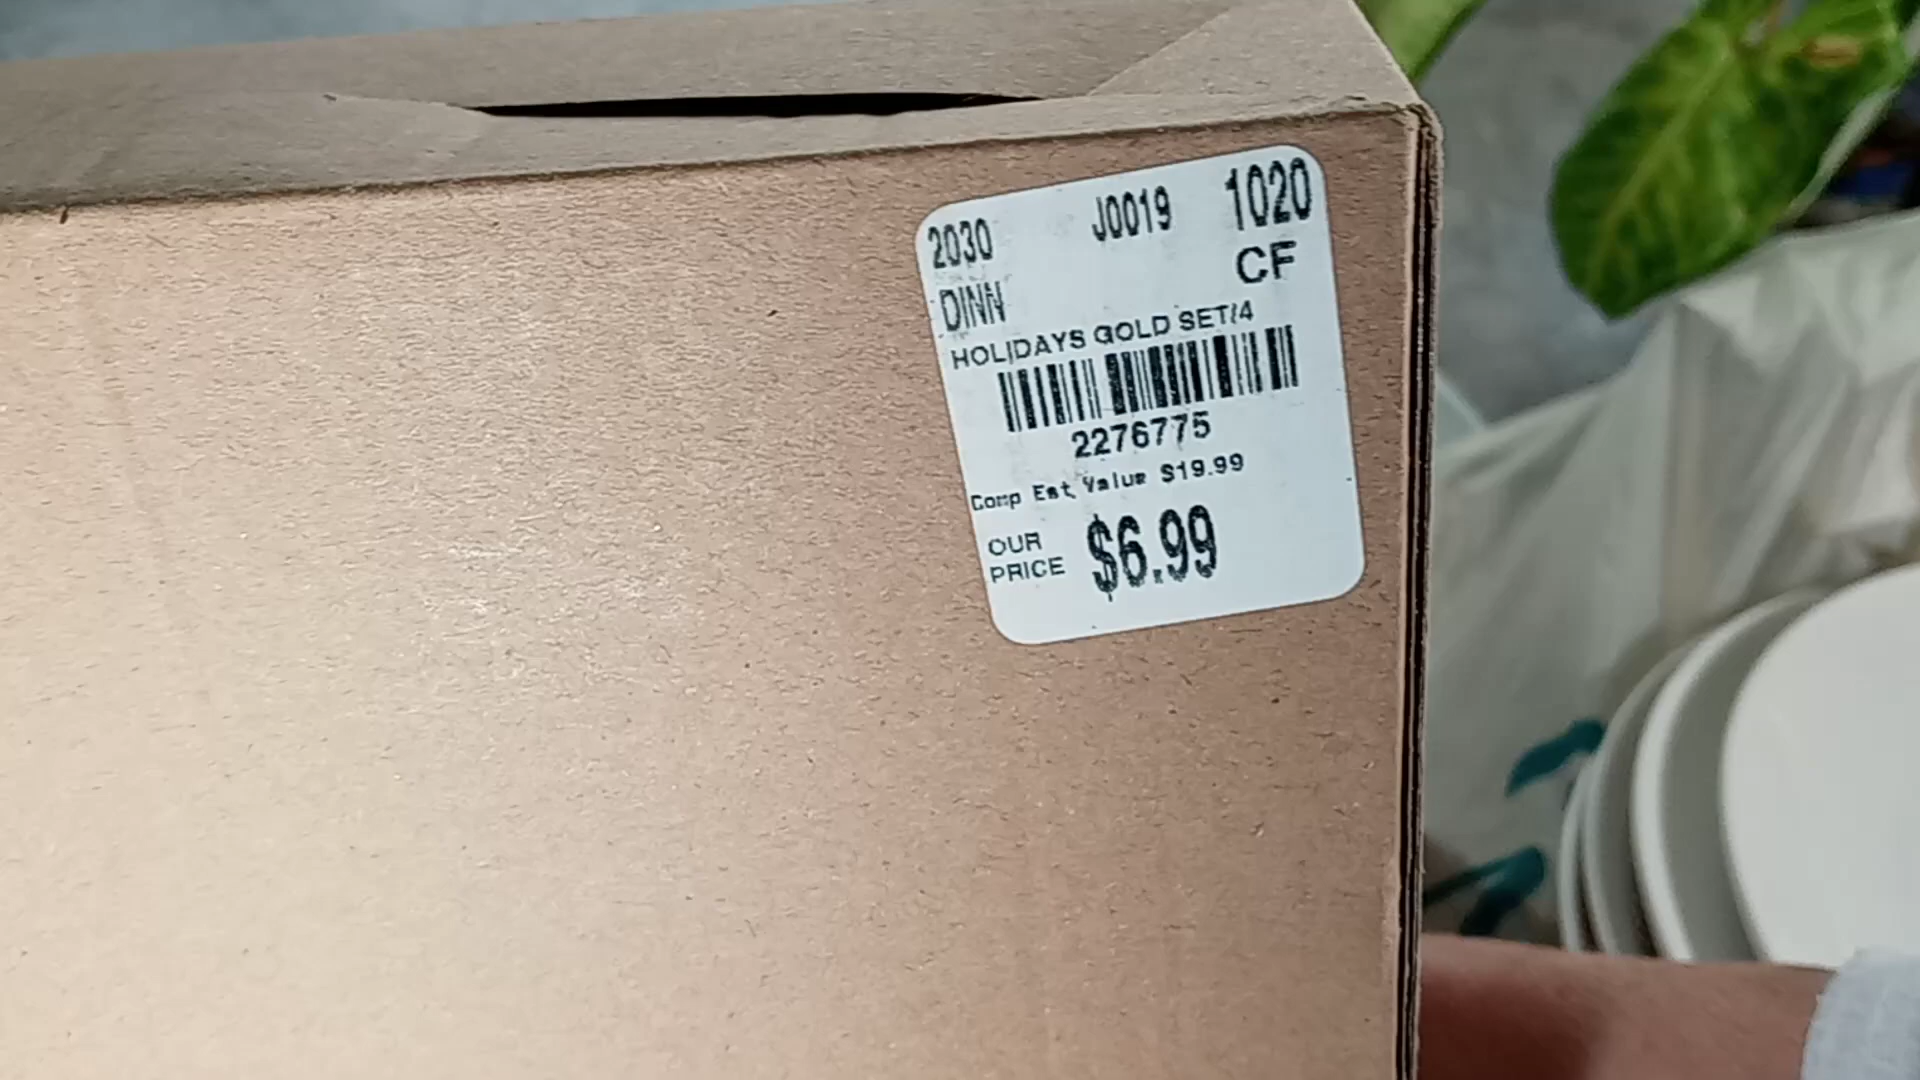 2030 J0019 1020
CF
DINN
HOLIDAYS GOLD SET/4
2276775
Comp Est Value $19.99
OUR PRICE $6.99